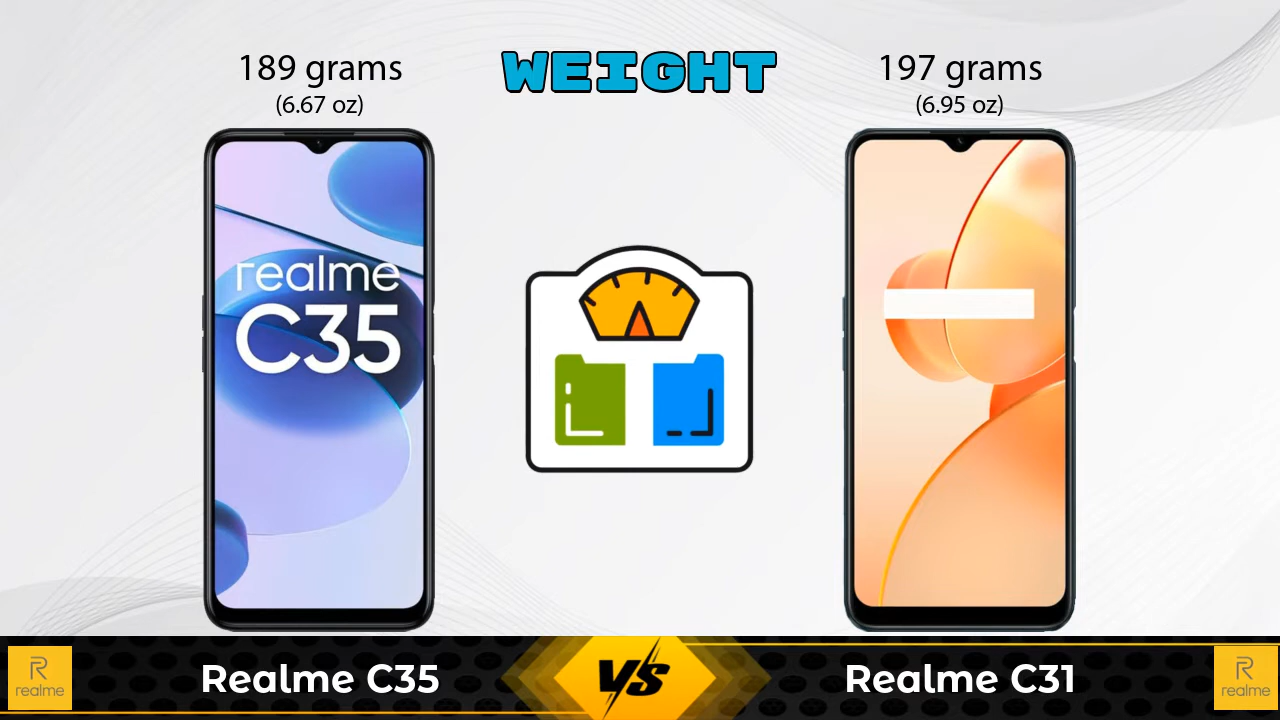 189 grams
(6.67 oz)
WEIGHT
197 grams
(6.95 oz)
realme
C35
R
realme
Realme C35
VS
Realme C31
R
realme